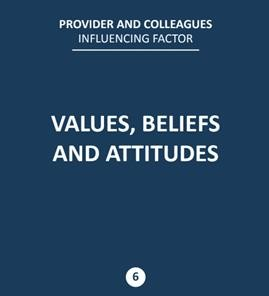 PROVIDER AND COLLEAGUES
INFLUENCING FACTOR
VALUES, BELIEFS
AND ATTITUDES
6